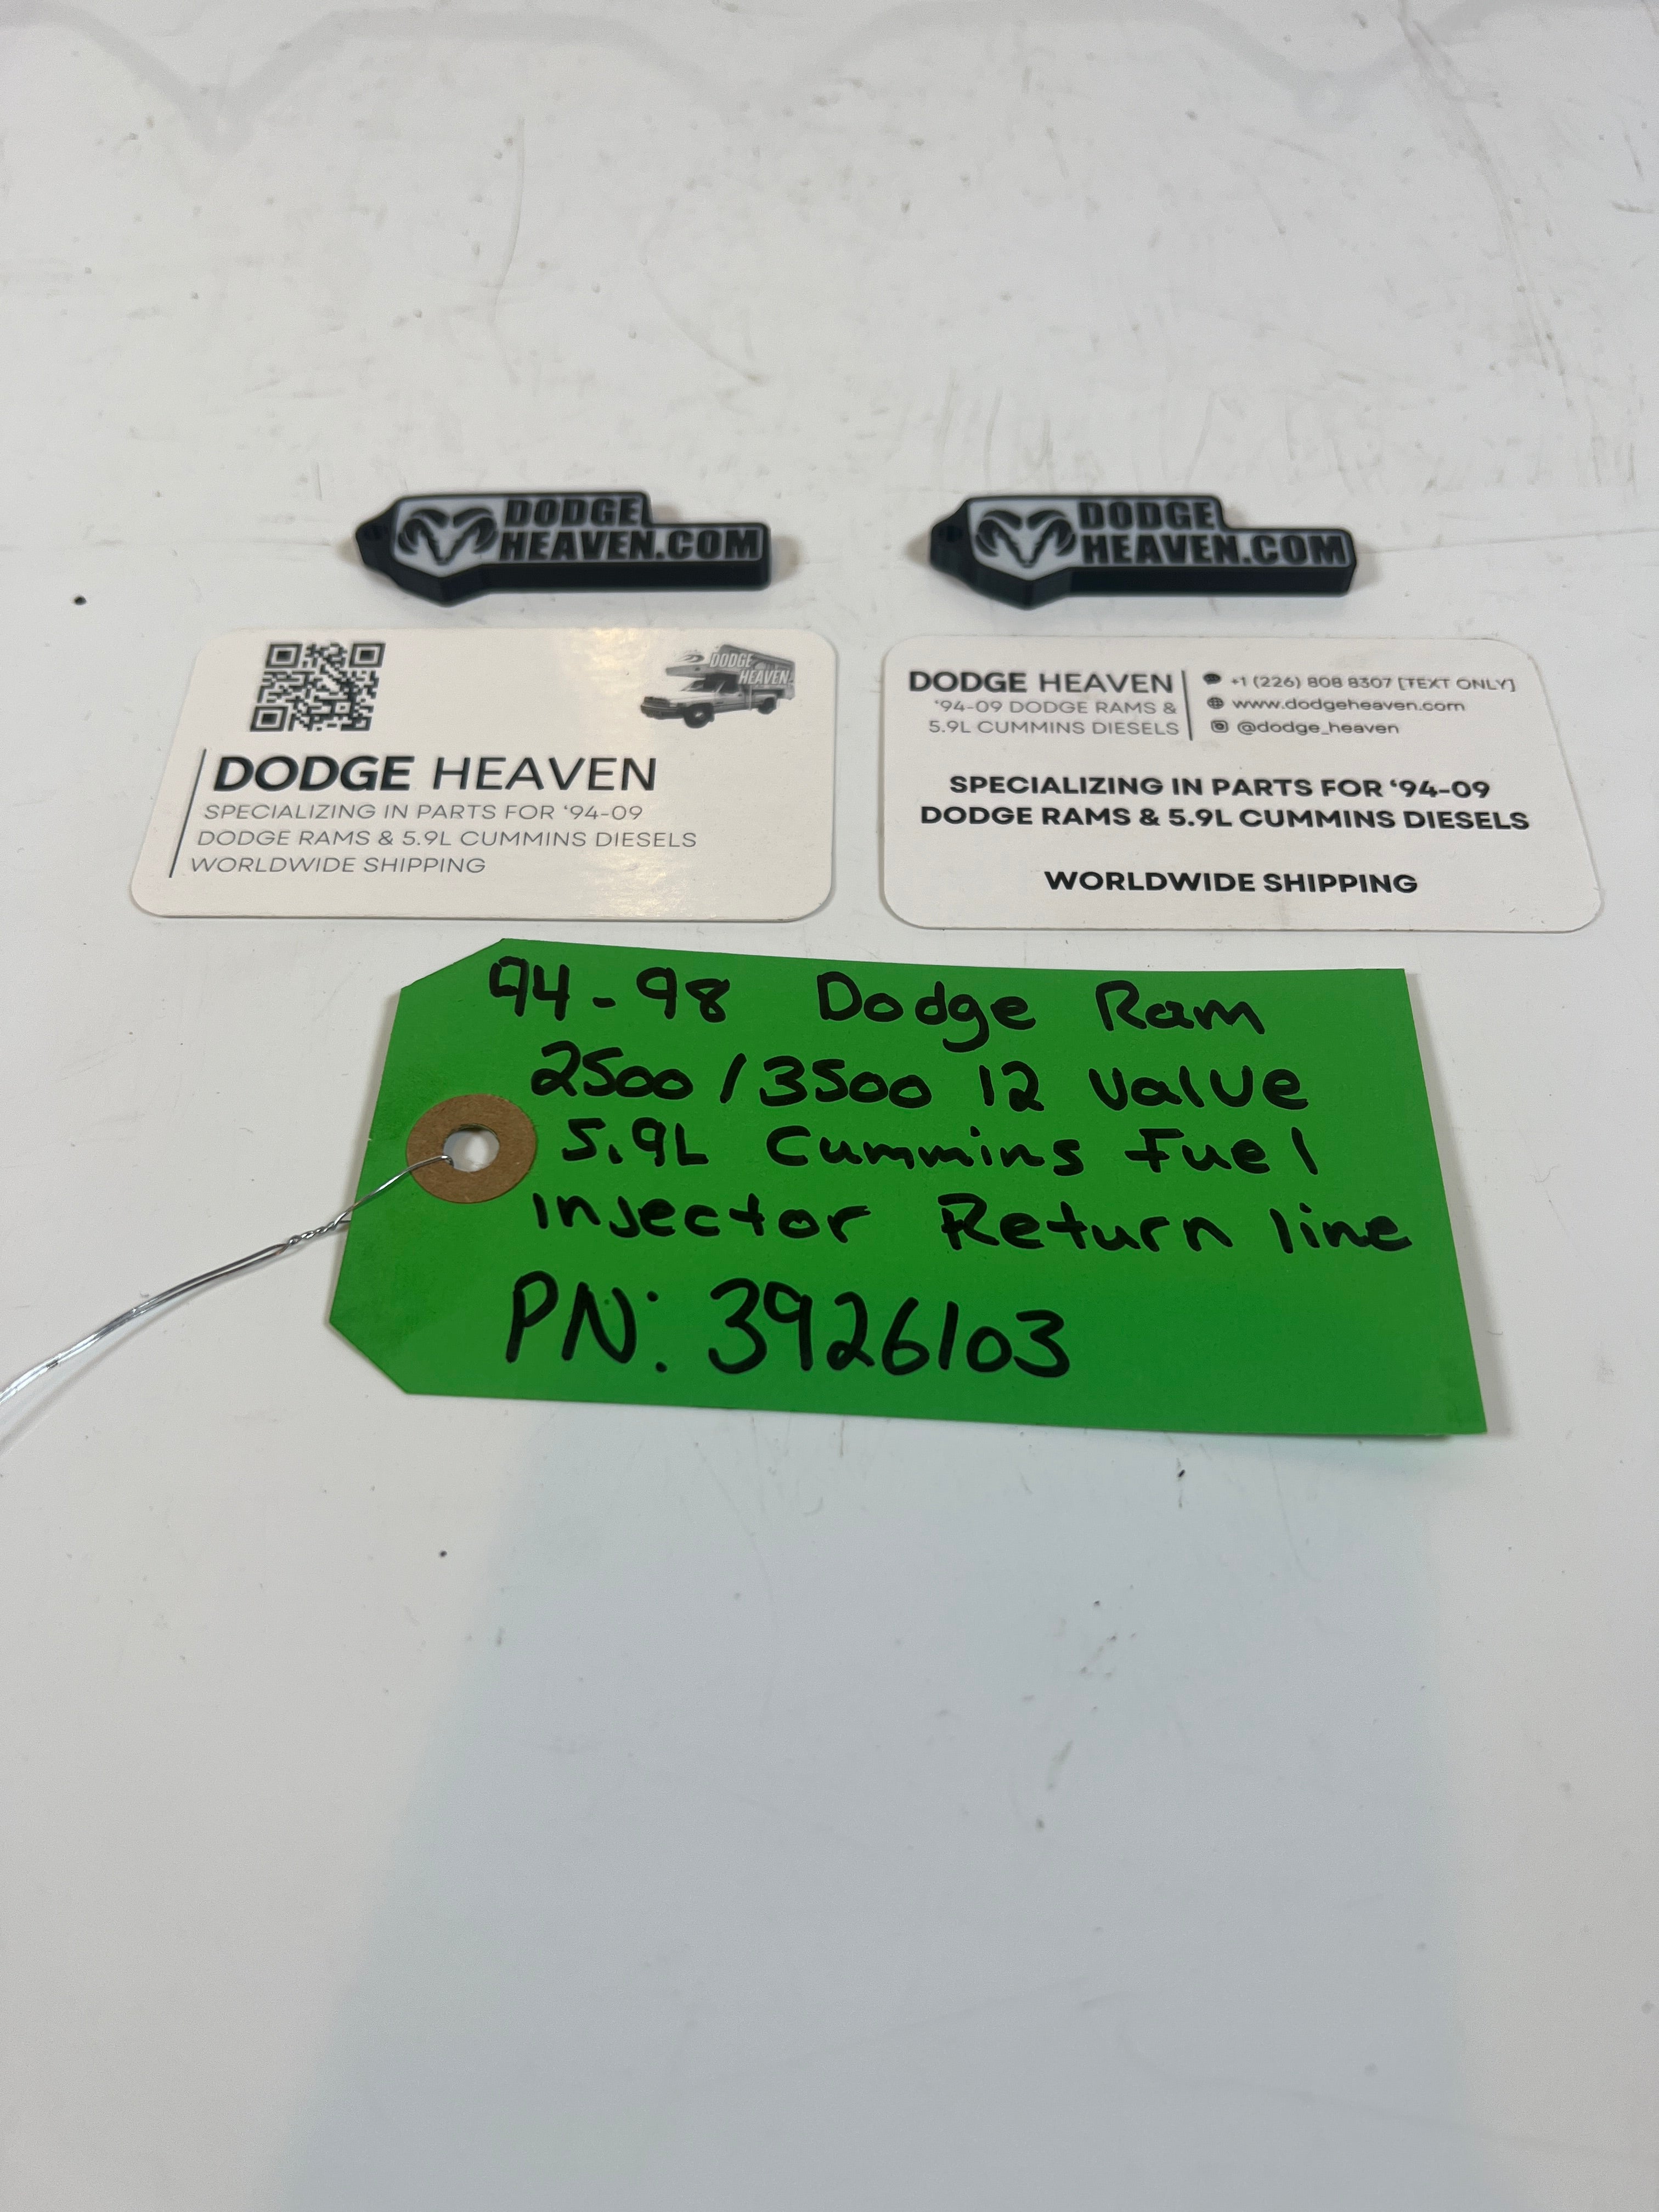 DODGE
HEAVEN.COM
DODGE
HEAVEN.COM
DODGE
HEAVEN
DODGE HEAVEN
SPECIALIZING IN PARTS FOR ‘94-09
DODGE RAMS & 5.9L CUMMINS DIESELS
WORLDWIDE SHIPPING
DODGE HEAVEN
‘94-09 DODGE RAMS &
5.9L CUMMINS DIESELS
+1 (226) 808 8307 [TEXT ONLY]
www.dodgeheaven.com
@dodge_heaven
SPECIALIZING IN PARTS FOR ‘94-09
DODGE RAMS & 5.9L CUMMINS DIESELS
WORLDWIDE SHIPPING
94-98 Dodge Ram
2500/3500 12 Valve
5.9L Cummins Fuel
injector Return line
PN: 3926103